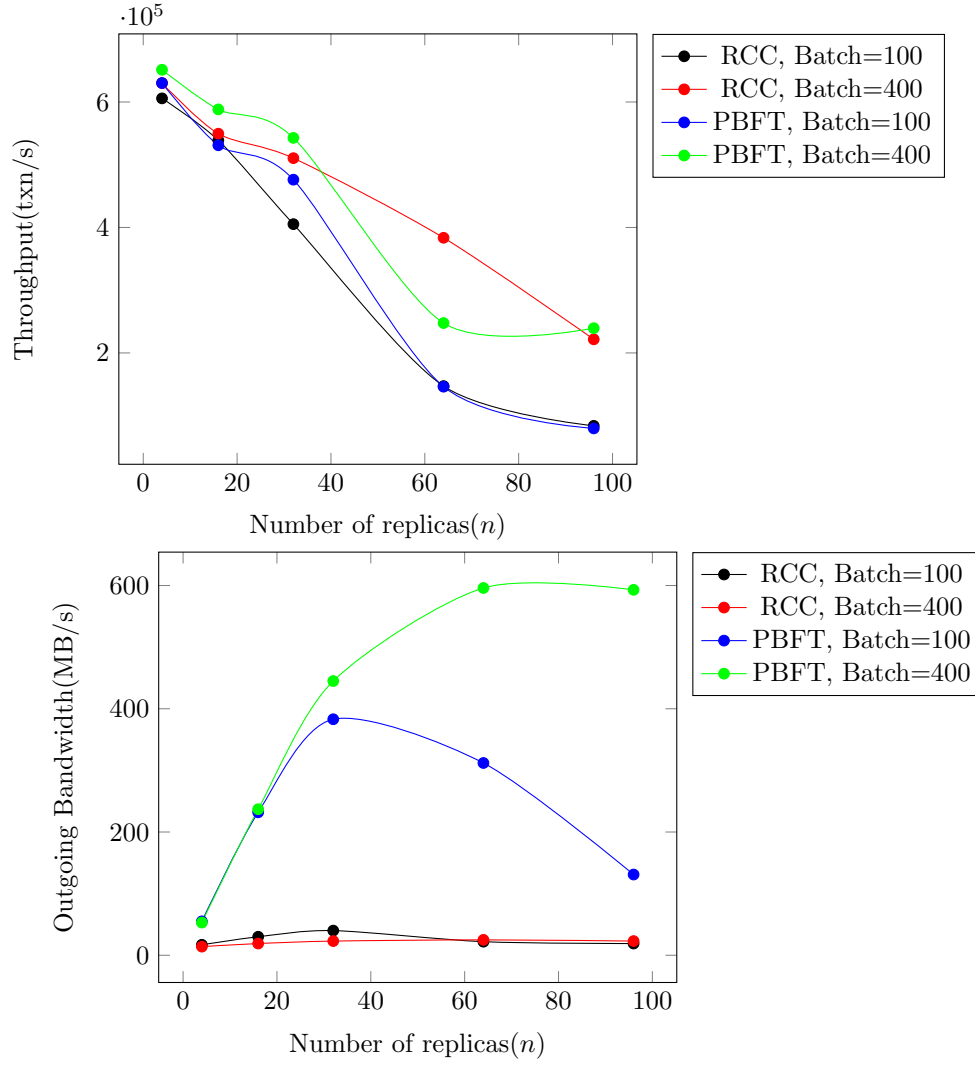 ·10^5
6
4
2
0 20 40 60 80 100
Throughput(txn/s)
Number of replicas(n)
RCC, Batch=100
RCC, Batch=400
PBFT, Batch=100
PBFT, Batch=400
600
400
200
0
0 20 40 60 80 100
Outgoing Bandwidth(MB/s)
Number of replicas(n)
RCC, Batch=100
RCC, Batch=400
PBFT, Batch=100
PBFT, Batch=400